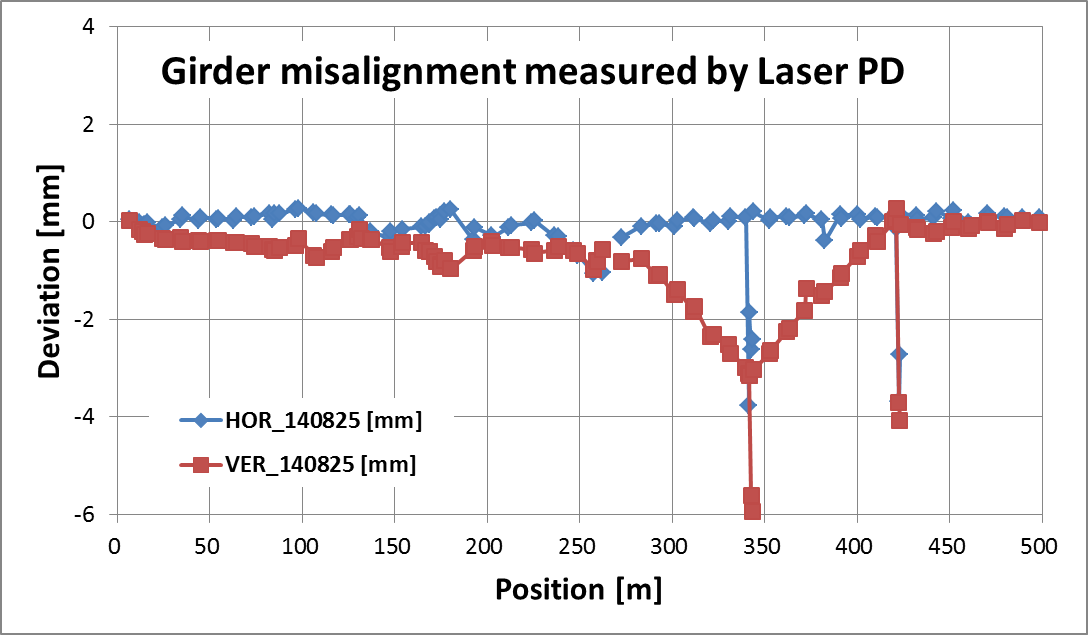 Girder misalignment measured by Laser PD
4
2
0
-2
-4
-6
Deviation [mm]
HOR_140825 [mm]
VER_140825 [mm]
0 50 100 150 200 250 300 350 400 450 500
Position [m]